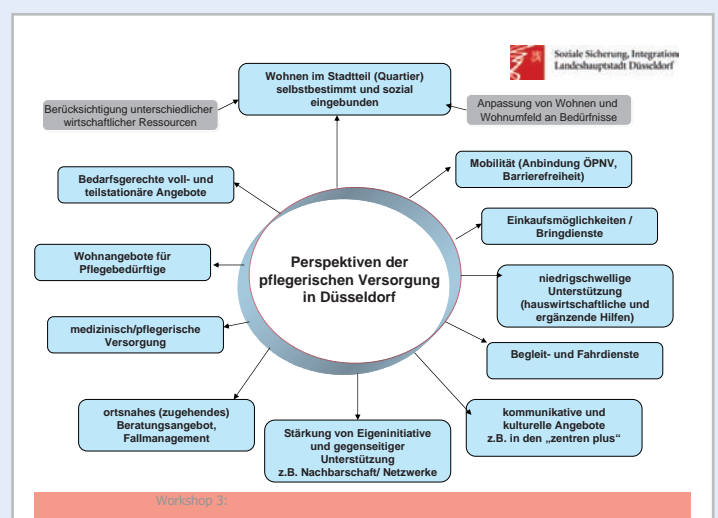 Soziale Sicherung, Integration
Landeshauptstadt Düsseldorf
Wohnen im Stadtteil (Quartier)
selbstbestimmt und sozial
eingebunden
Berücksichtigung unterschiedlicher
wirtschaftlicher Ressourcen
Anpassung von Wohnen und
Wohnumfeld an Bedürfnisse
Bedarfsgerechte voll- und
teilstationäre Angebote
Mobilität (Anbindung ÖPNV,
Barrierefreiheit)
Einkaufsmöglichkeiten /
Bringdienste
Wohnangebote für
Pflegebedürftige
Perspektiven der
pflegerischen Versorgung
in Düsseldorf
niedrigschwellige
Unterstützung
(hauswirtschaftliche und
ergänzende Hilfen)
medizinisch/pflegerische
Versorgung
Begleit- und Fahrdienste
ortsnahes (zugehendes)
Beratungsangebot,
Fallmanagement
Stärkung von Eigeninitiative
und gegenseitiger
Unterstützung
z.B. Nachbarschaft/ Netzwerke
kommunikative und
kulturelle Angebote
z.B. in den „zentren plus“
Workshop 3: